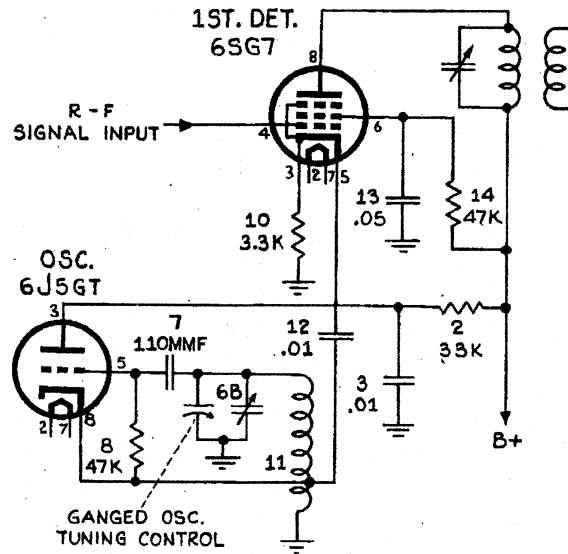 1ST. DET.
6SG7
8
R-F
SIGNAL INPUT
4
6
3
2
7
5
13
.05
14
47K
10
3.3K
OSC.
6J5GT
3
7
110MMF
12
.01
2
33K
5
6B
3
.01
2
7
8
8
47K
11
B+
GANGED OSC.
TUNING CONTROL